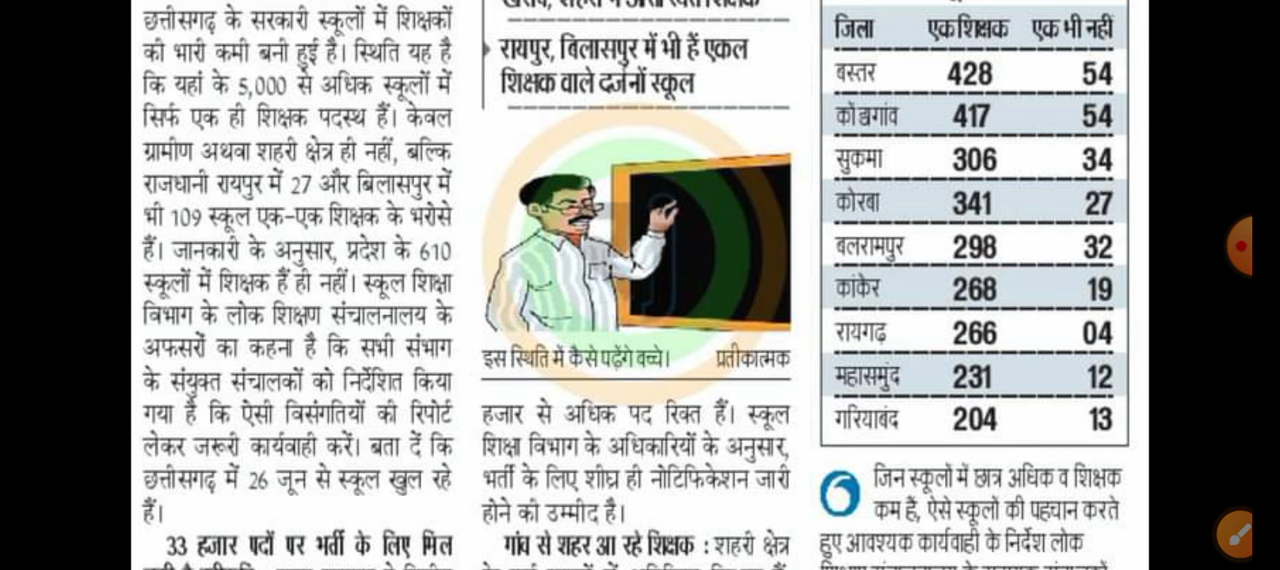 छत्तीसगढ़ के सरकारी स्कूलों में शिक्षकों
की भारी कमी बनी हुई है। स्थिति यह है
कि यहां के 5,000 से अधिक स्कूलों में
सिर्फ एक ही शिक्षक पदस्थ हैं। केवल
ग्रामीण अथवा शहरी क्षेत्र ही नहीं, बल्कि
राजधानी रायपुर में 27 और बिलासपुर में
भी 109 स्कूल एक-एक शिक्षक के भरोसे
हैं। जानकारी के अनुसार, प्रदेश के 610
स्कूलों में शिक्षक हैं ही नहीं। स्कूल शिक्षा
विभाग के लोक शिक्षण संचालनालय के
अफसरों का कहना है कि सभी संभाग
के संयुक्त संचालकों को निर्देशित किया
गया है कि ऐसी विसंगतियों की रिपोर्ट
लेकर जरूरी कार्यवाही करें। बता दें कि
छत्तीसगढ़ में 26 जून से स्कूल खुल रहे
हैं।
33 हजार पदों पर भर्ती के लिए मिल
रायपुर, बिलासपुर में भी हैं एकल
शिक्षक वाले दर्जनों स्कूल
इस स्थिति में कैसे पढ़ेंगे बच्चे। प्रतीकात्मक
हजार से अधिक पद रिक्त हैं। स्कूल
शिक्षा विभाग के अधिकारियों के अनुसार,
भर्ती के लिए शीघ्र ही नोटिफिकेशन जारी
होने की उम्मीद है।
गांव से शहर आ रहे शिक्षक : शहरी क्षेत्र
जिला एक शिक्षक एक भी नहीं
बस्तर 428 54
कोंडागांव 417 54
सुकमा 306 34
कोरबा 341 27
बलरामपुर 298 32
कांकेर 268 19
रायगढ़ 266 04
महासमुंद 231 12
गरियाबंद 204 13
जिन स्कूलों में छात्र अधिक व शिक्षक
कम हैं, ऐसे स्कूलों की पहचान करते
हुए आवश्यक कार्यवाही के निर्देश लोक